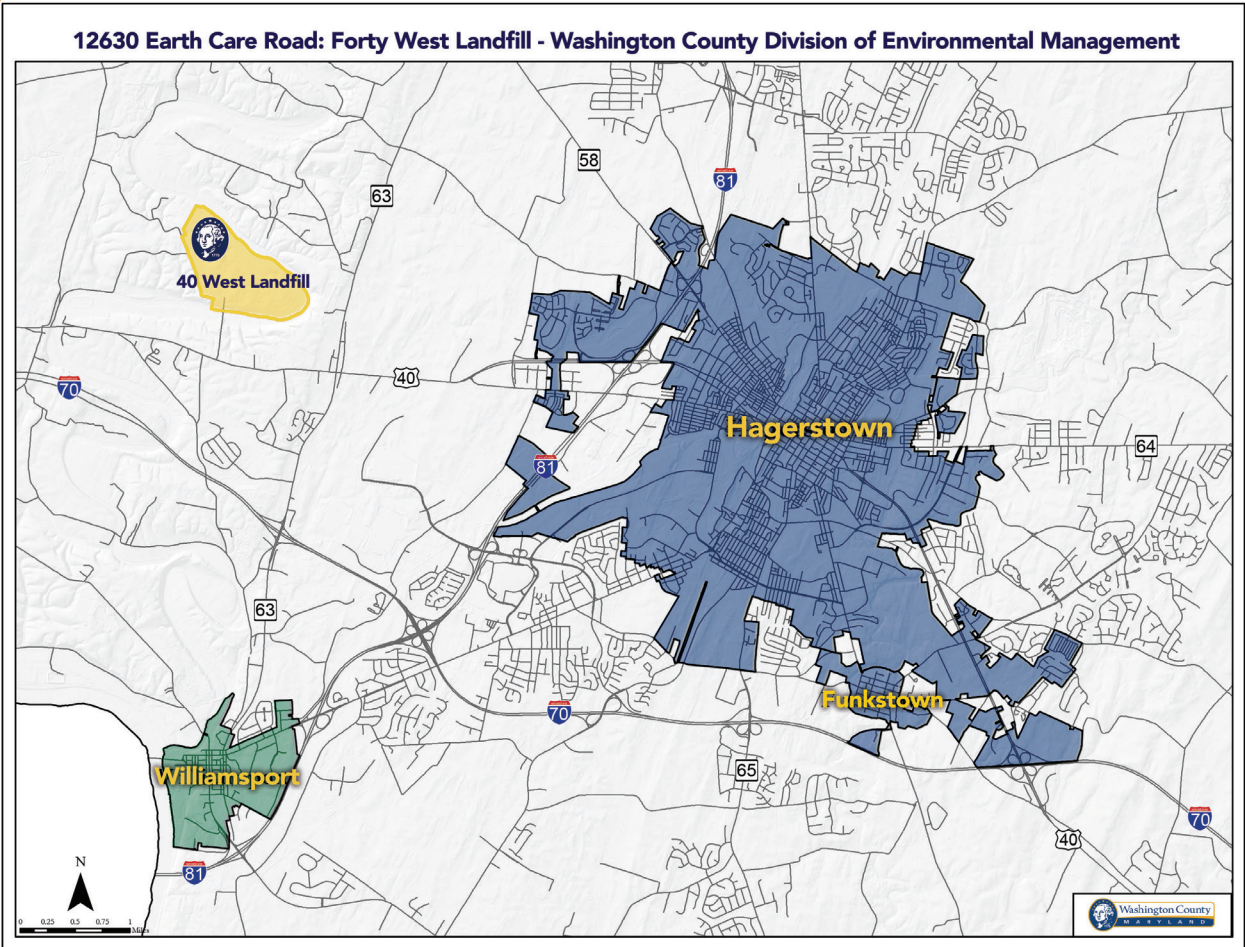 12630 Earth Care Road: Forty West Landfill - Washington County Division of Environmental Management
58
81
63
40 West Landfill
70
40
Hagerstown
64
81
63
Funkstown
70
65
Williamsport
70
40
81
N
0 0.25 0.5 0.75 1
Miles
Washington County
MARYLAND